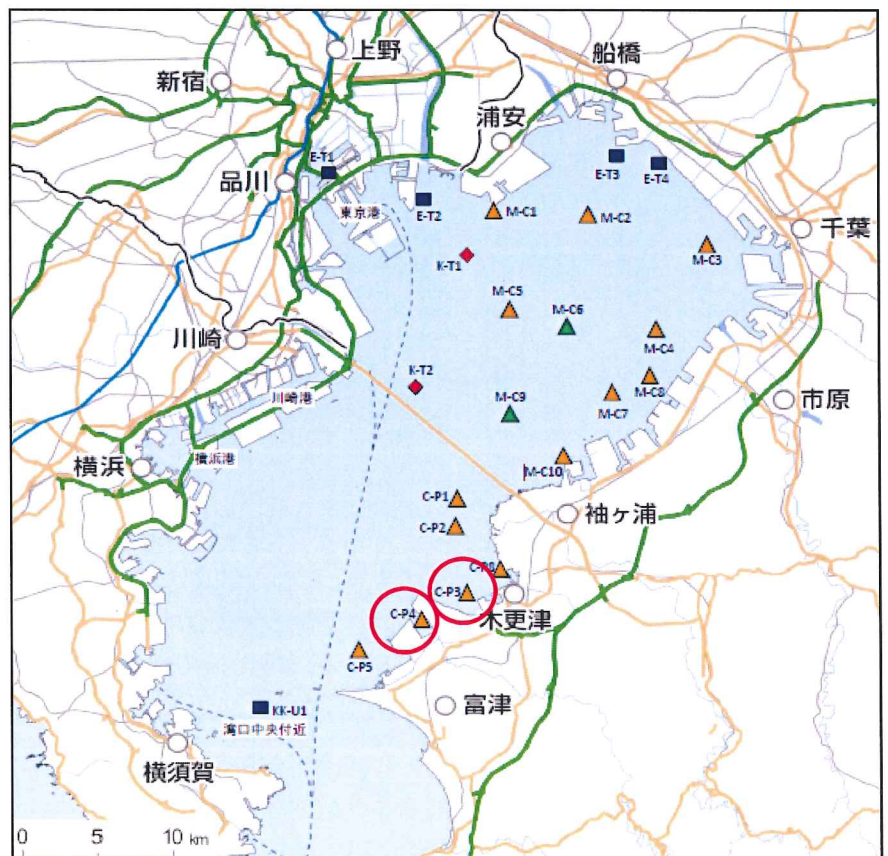 上野
船橋
新宿
浦安
E-T1
E-T3
E-T4
品川
東京港
E-T2
M-C1
M-C2
千葉
M-C3
K-T1
M-C5
M-C6
川崎
M-C4
K-T2
M-C8
川崎港
M-C7
市原
M-C9
横浜
横浜港
M-C10
C-P1
袖ヶ浦
C-P2
C-P8
C-P3
木更津
C-P4
C-P5
KK-U1
富津
湾口中央付近
横須賀
0 5 10 km